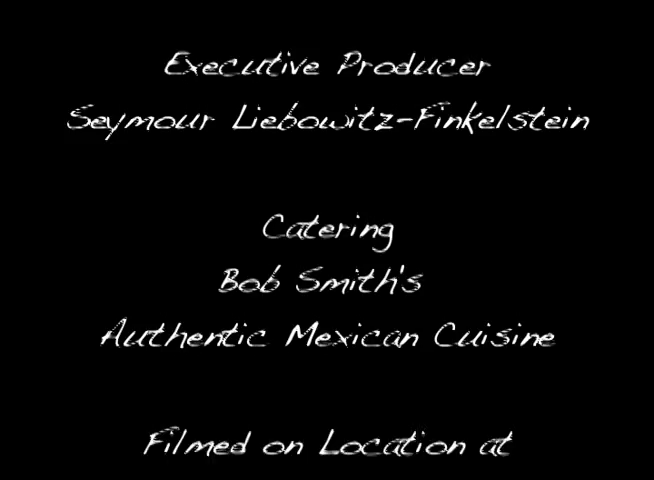 Executive Producer
Seymour Liebowitz-Finkelstein
Catering
Bob Smith's
Authentic Mexican Cuisine
Filmed on Location at